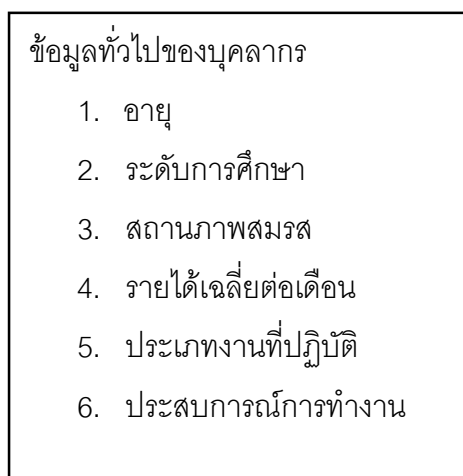 ข้อมูลทั่วไปของบุคลากร
1. อายุ
2. ระดับการศึกษา
3. สถานภาพสมรส
4. รายได้เฉลี่ยต่อเดือน
5. ประเภทงานที่ปฏิบัติ
6. ประสบการณ์การทำงาน